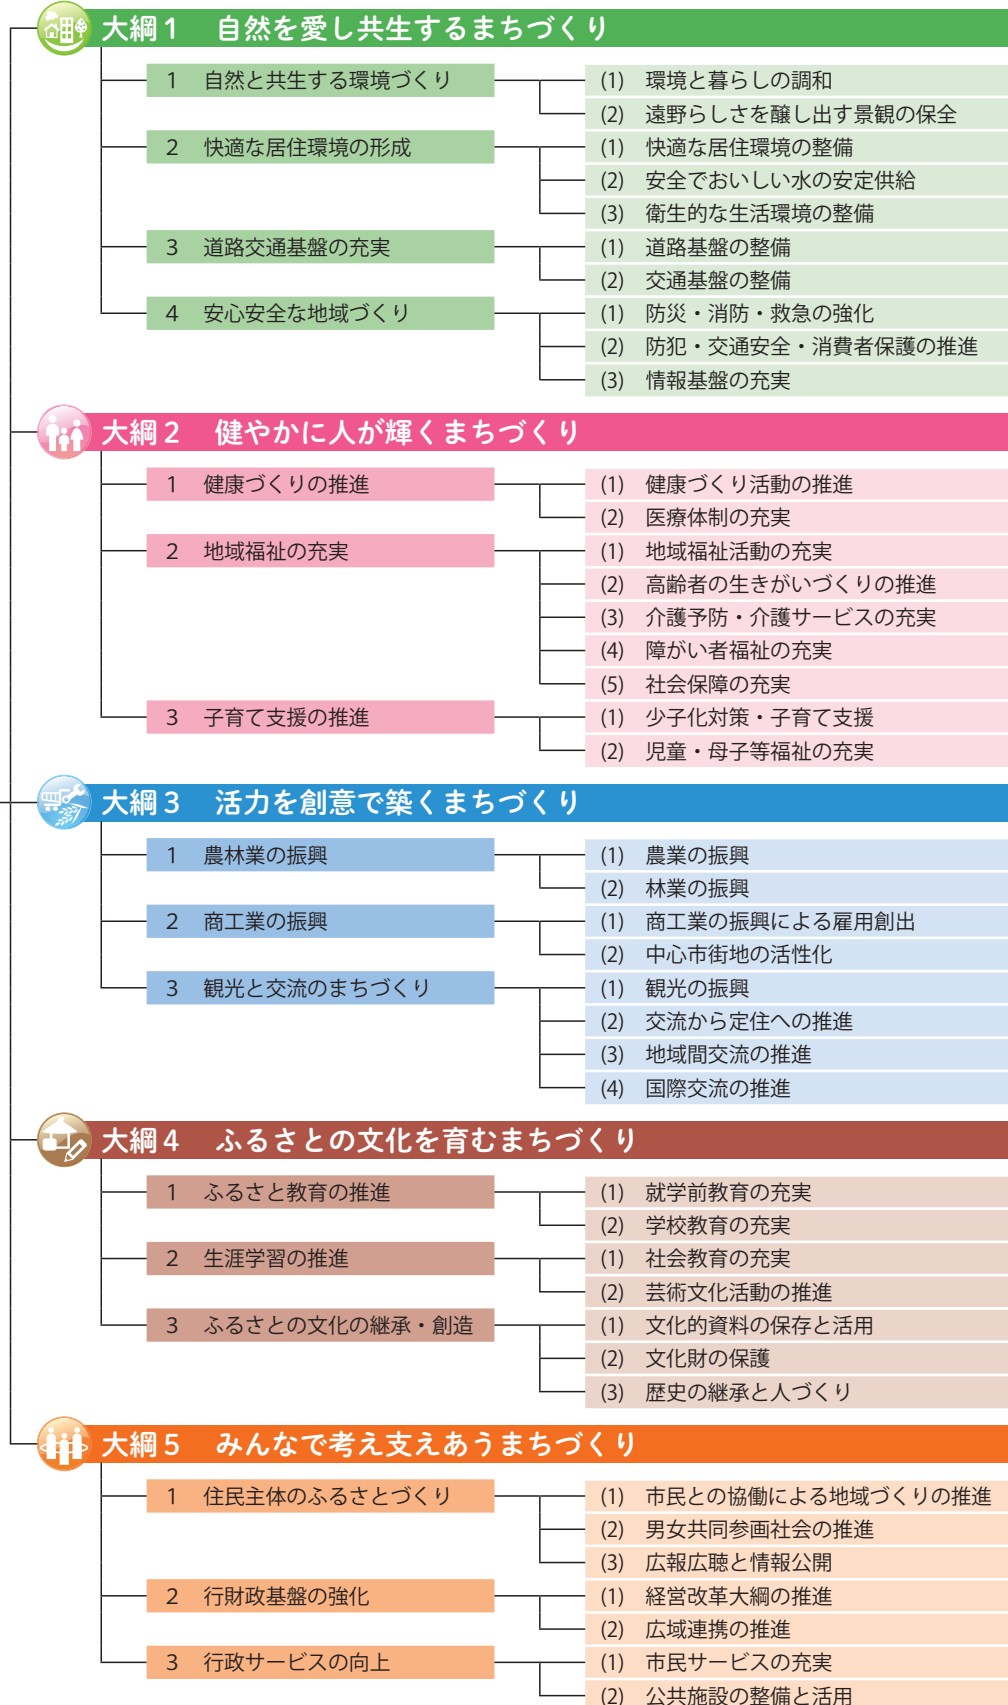 大綱1 自然を愛し共生するまちづくり
1 自然と共生する環境づくり
(1) 環境と暮らしの調和
(2) 遠野らしさを醸し出す景観の保全
2 快適な居住環境の形成
(1) 快適な居住環境の整備
(2) 安全でおいしい水の安定供給
(3) 衛生的な生活環境の整備
3 道路交通基盤の充実
(1) 道路基盤の整備
(2) 交通基盤の整備
4 安心安全な地域づくり
(1) 防災・消防・救急の強化
(2) 防犯・交通安全・消費者保護の推進
(3) 情報基盤の充実
大綱2 健やかに人が輝くまちづくり
1 健康づくりの推進
(1) 健康づくり活動の推進
(2) 医療体制の充実
2 地域福祉の充実
(1) 地域福祉活動の充実
(2) 高齢者の生きがいづくりの推進
(3) 介護予防・介護サービスの充実
(4) 障がい者福祉の充実
(5) 社会保障の充実
3 子育て支援の推進
(1) 少子化対策・子育て支援
(2) 児童・母子等福祉の充実
大綱3 活力を創意で築くまちづくり
1 農林業の振興
(1) 農業の振興
(2) 林業の振興
2 商工業の振興
(1) 商工業の振興による雇用創出
(2) 中心市街地の活性化
3 観光と交流のまちづくり
(1) 観光の振興
(2) 交流から定住への推進
(3) 地域間交流の推進
(4) 国際交流の推進
大綱4 ふるさとの文化を育むまちづくり
1 ふるさと教育の推進
(1) 就学前教育の充実
(2) 学校教育の充実
2 生涯学習の推進
(1) 社会教育の充実
(2) 芸術文化活動の推進
3 ふるさとの文化の継承・創造
(1) 文化的資料の保存と活用
(2) 文化財の保護
(3) 歴史の継承と人づくり
大綱5 みんなで考え支えあうまちづくり
1 住民主体のふるさとづくり
(1) 市民との協働による地域づくりの推進
(2) 男女共同参画社会の推進
(3) 広報広聴と情報公開
2 行財政基盤の強化
(1) 経営改革大綱の推進
(2) 広域連携の推進
3 行政サービスの向上
(1) 市民サービスの充実
(2) 公共施設の整備と活用